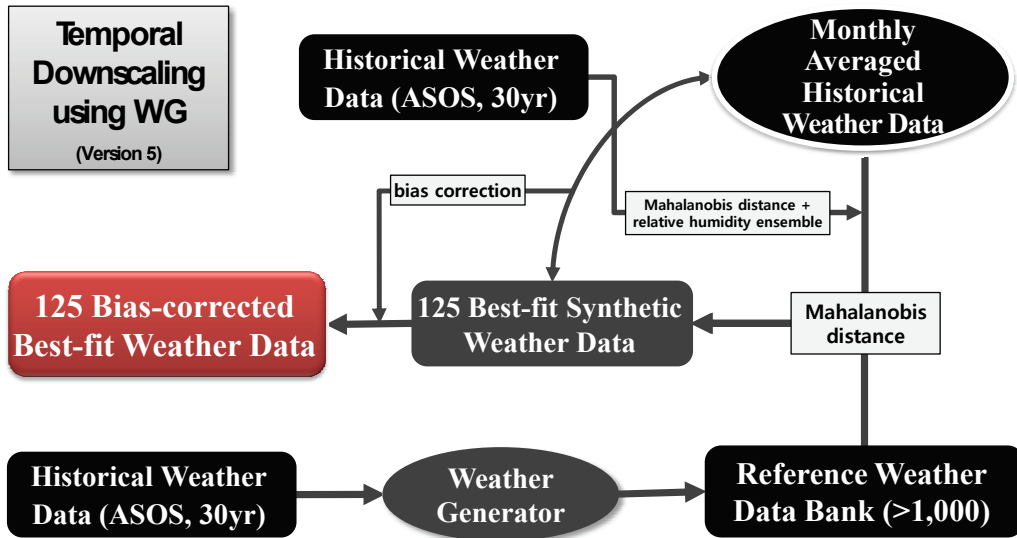 Temporal
Downscaling
using WG
(Version 5)
Historical Weather
Data (ASOS, 30yr)
Monthly
Averaged
Historical
Weather Data
bias correction
Mahalanobis distance +
relative humidity ensemble
125 Bias-corrected
Best-fit Weather Data
125 Best-fit Synthetic
Weather Data
Mahalanobis
distance
Historical Weather
Data (ASOS, 30yr)
Weather
Generator
Reference Weather
Data Bank (>1,000)